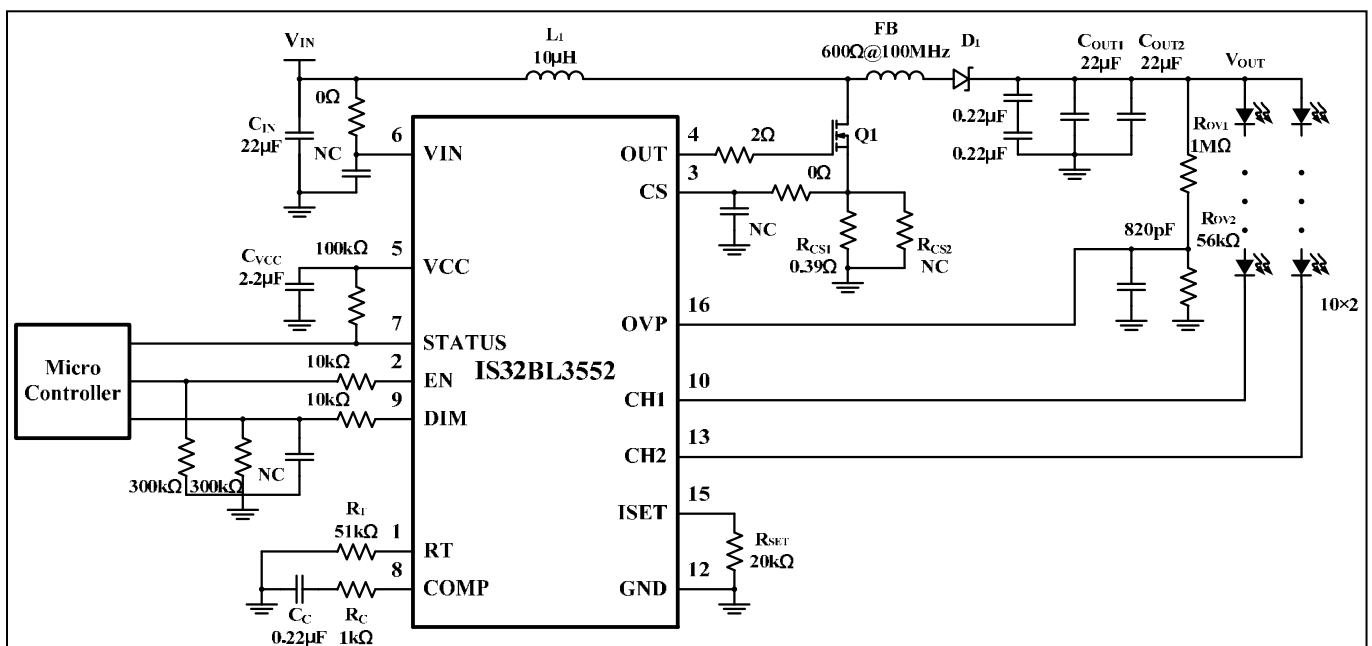 VIN
L1
10µH
FB
600Ω@100MHz
D1
COUT1
22µF
COUT2
22µF
VOUT
0Ω
CIN
22µF
NC
6
VIN
OUT
4
2Ω
Q1
0.22µF
0.22µF
ROV1
1MΩ
CS
3
0Ω
NC
RCS1
0.39Ω
RCS2
NC
CVCC
2.2µF
100kΩ
5
VCC
820pF
ROV2
56kΩ
10×2
7
STATUS
OVP
16
Micro
Controller
10kΩ
2
EN
IS32BL3552
10kΩ
9
DIM
CH1
10
CH2
13
300kΩ
300kΩ
NC
ISET
15
RSET
20kΩ
RT
51kΩ
1
RT
8
COMP
GND
12
CC
0.22µF
RC
1kΩ